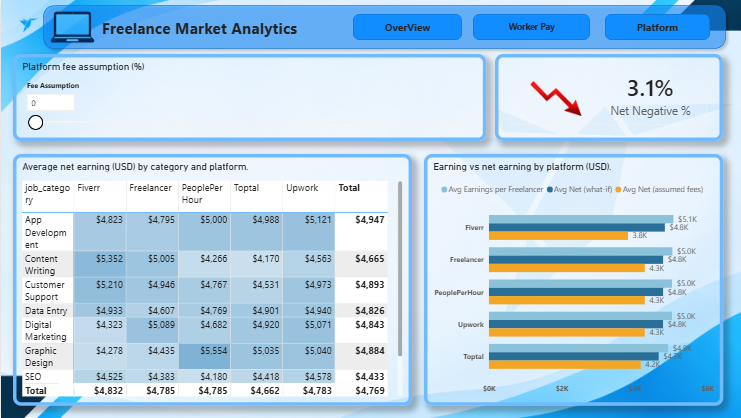 Freelance Market Analytics
OverView
Worker Pay
Platform
Platform fee assumption (%)
Fee Assumption
0
3.1%
Net Negative %
Average net earning (USD) by category and platform.
job_catego
ry Fiverr Freelancer PeoplePer
Hour Toptal Upwork Total
App
Developm
ent $4,823 $4,795 $5,000 $4,988 $5,121 $4,947
Content
Writing $5,352 $5,005 $4,266 $4,170 $4,563 $4,665
Customer
Support $5,210 $4,946 $4,767 $4,531 $4,973 $4,893
Data Entry $4,933 $4,607 $4,769 $4,901 $4,940 $4,826
Digital
Marketing $4,323 $5,089 $4,682 $4,920 $5,071 $4,843
Graphic
Design $4,278 $4,435 $5,554 $5,035 $5,040 $4,884
SEO $4,525 $4,383 $4,180 $4,418 $4,578 $4,433
Total $4,832 $4,785 $4,785 $4,662 $4,783 $4,769
Earning vs net earning by platform (USD).
Avg Earnings per Freelancer Avg Net (what-if) Avg Net (assumed fees)
Fiverr $5.1K
$4.8K
3.8K
Freelancer $5.0K
$4.8K
4.3K
PeoplePerHour $5.0K
$4.8K
4.3K
Upwork $5.0K
$4.8K
4.3K
Toptal
4.2K
$0K $2K $4K $6K